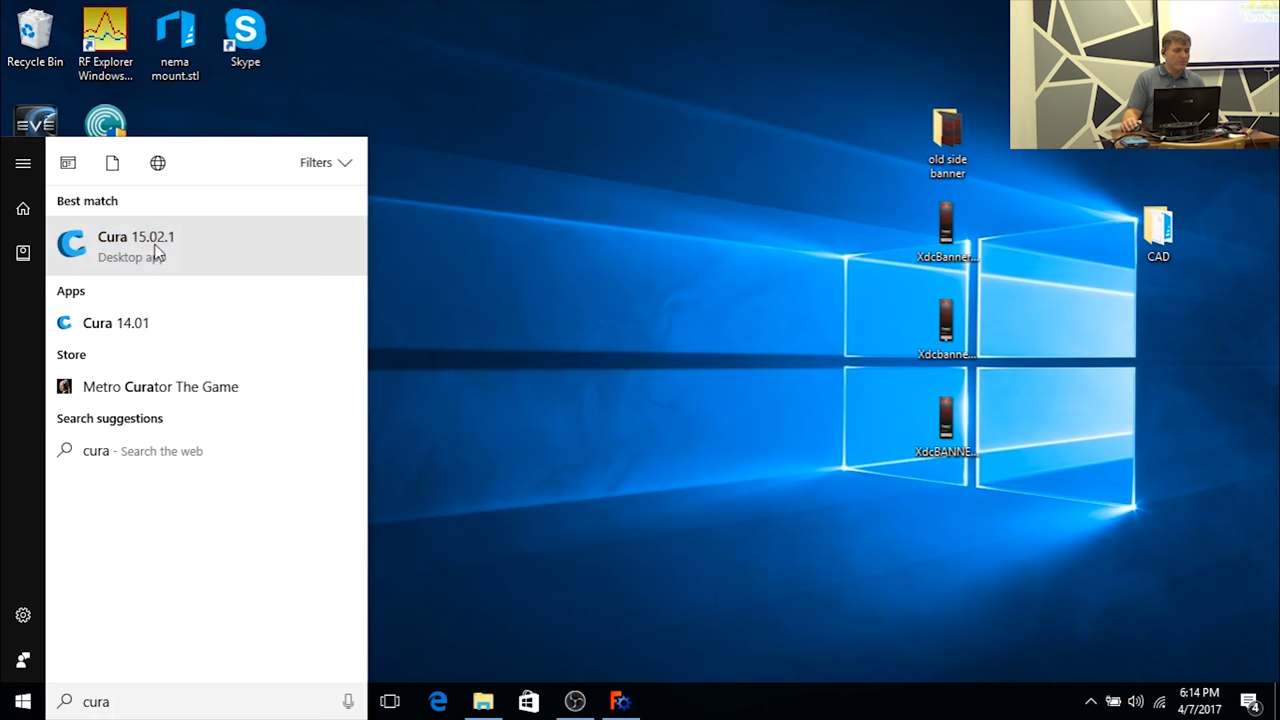 Recycle Bin
RF Explorer
Windows...
nema
mount.stl
Skype
EVE
Filters
Best match
Cura 15.02.1
Desktop app
Apps
Cura 14.01
Store
Metro Curator The Game
Search suggestions
cura - Search the web
cura
old side
banner
XdcBanner...
Xdcbanne...
XdcBANNE...
CAD
6:14 PM
4/7/2017
4